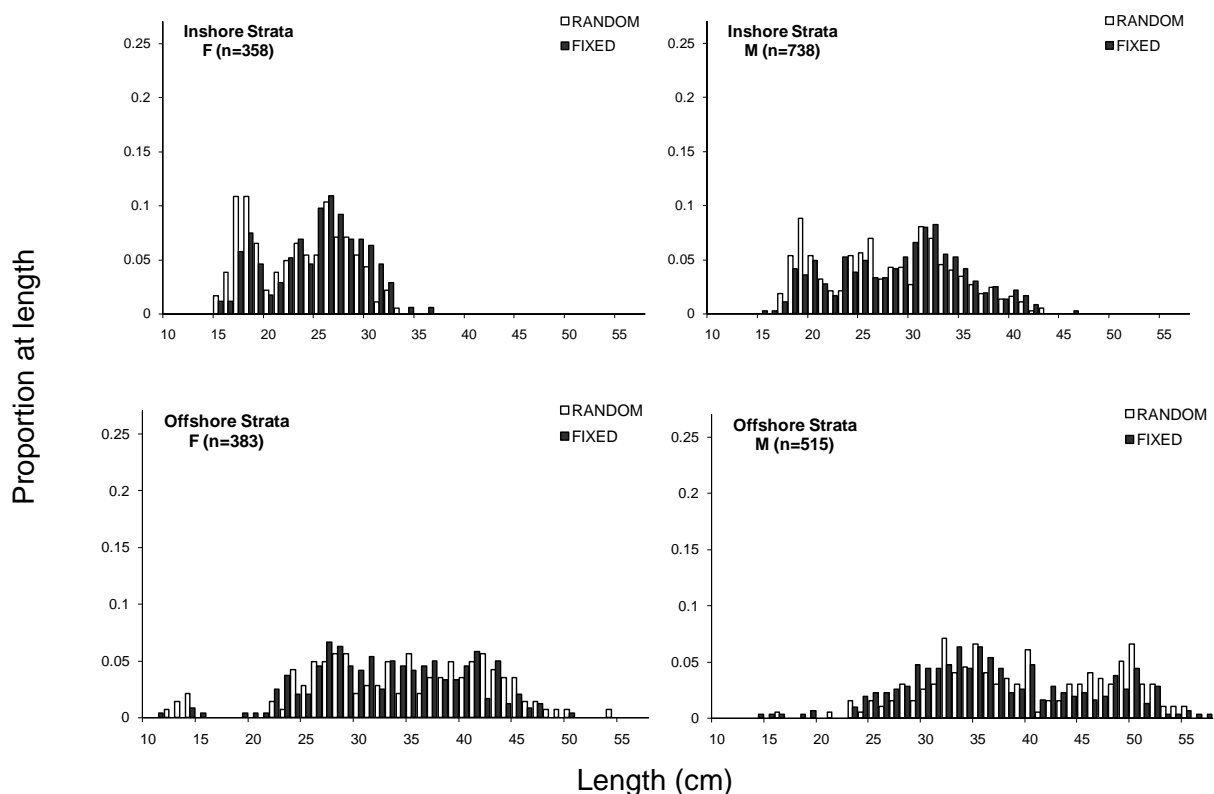 Inshore Strata
F (n=358)
RANDOM
FIXED
0.25
0.2
0.15
0.1
0.05
0
10 15 20 25 30 35 40 45 50 55
Inshore Strata
M (n=738)
RANDOM
FIXED
0.25
0.2
0.15
0.1
0.05
0
10 15 20 25 30 35 40 45 50 55
Proportion at length
Offshore Strata
F (n=383)
RANDOM
FIXED
0.25
0.2
0.15
0.1
0.05
0
10 15 20 25 30 35 40 45 50 55
Offshore Strata
M (n=515)
RANDOM
FIXED
0.25
0.2
0.15
0.1
0.05
0
10 15 20 25 30 35 40 45 50 55
Length (cm)